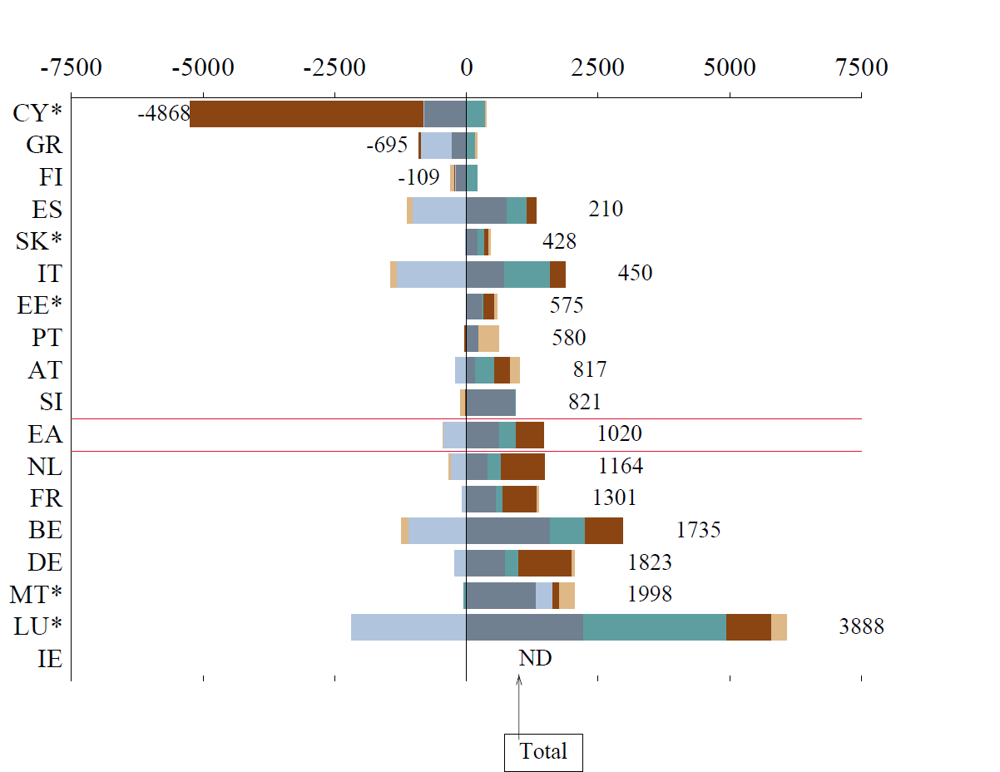 -7500 -5000 -2500 0 2500 5000 7500
CY* -4868
GR -695
FI -109
ES 210
SK* 428
IT 450
EE* 575
PT 580
AT 817
SI 821
EA 1020
NL 1164
FR 1301
BE 1735
DE 1823
MT* 1998
LU* 3888
IE ND
Total